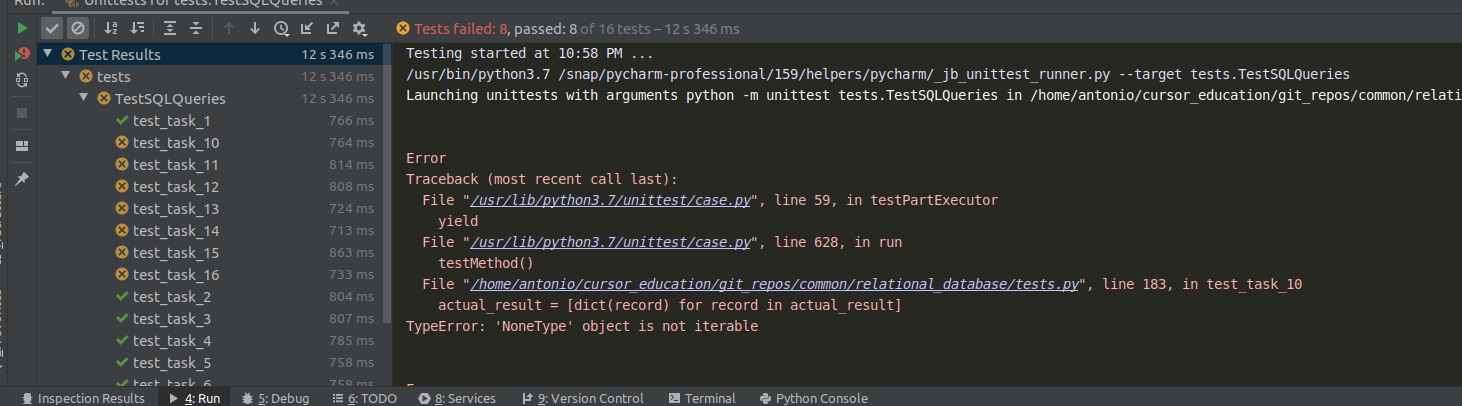 Run: Unittests for tests.TestSQLQueries
Tests failed: 8, passed: 8 of 16 tests – 12 s 346 ms
Test Results 12 s 346 ms
tests 12 s 346 ms
TestSQLQueries 12 s 346 ms
test_task_1 766 ms
test_task_10 764 ms
test_task_11 814 ms
test_task_12 808 ms
test_task_13 724 ms
test_task_14 713 ms
test_task_15 863 ms
test_task_16 733 ms
test_task_2 804 ms
test_task_3 807 ms
test_task_4 785 ms
test_task_5 758 ms
test_task_6 758 ms
Testing started at 10:58 PM ...
/usr/bin/python3.7 /snap/pycharm-professional/159/helpers/pycharm/_jb_unittest_runner.py --target tests.TestSQLQueries
Launching unittests with arguments python -m unittest tests.TestSQLQueries in /home/antonio/cursor_education/git_repos/common/relati
Error
Traceback (most recent call last):
File "/usr/lib/python3.7/unittest/case.py", line 59, in testPartExecutor
yield
File "/usr/lib/python3.7/unittest/case.py", line 628, in run
testMethod()
File "/home/antonio/cursor_education/git_repos/common/relational_database/tests.py", line 183, in test_task_10
actual_result = [dict(record) for record in actual_result]
TypeError: 'NoneType' object is not iterable
Inspection Results 4: Run 5: Debug 6: TODO 8: Services 9: Version Control Terminal Python Console